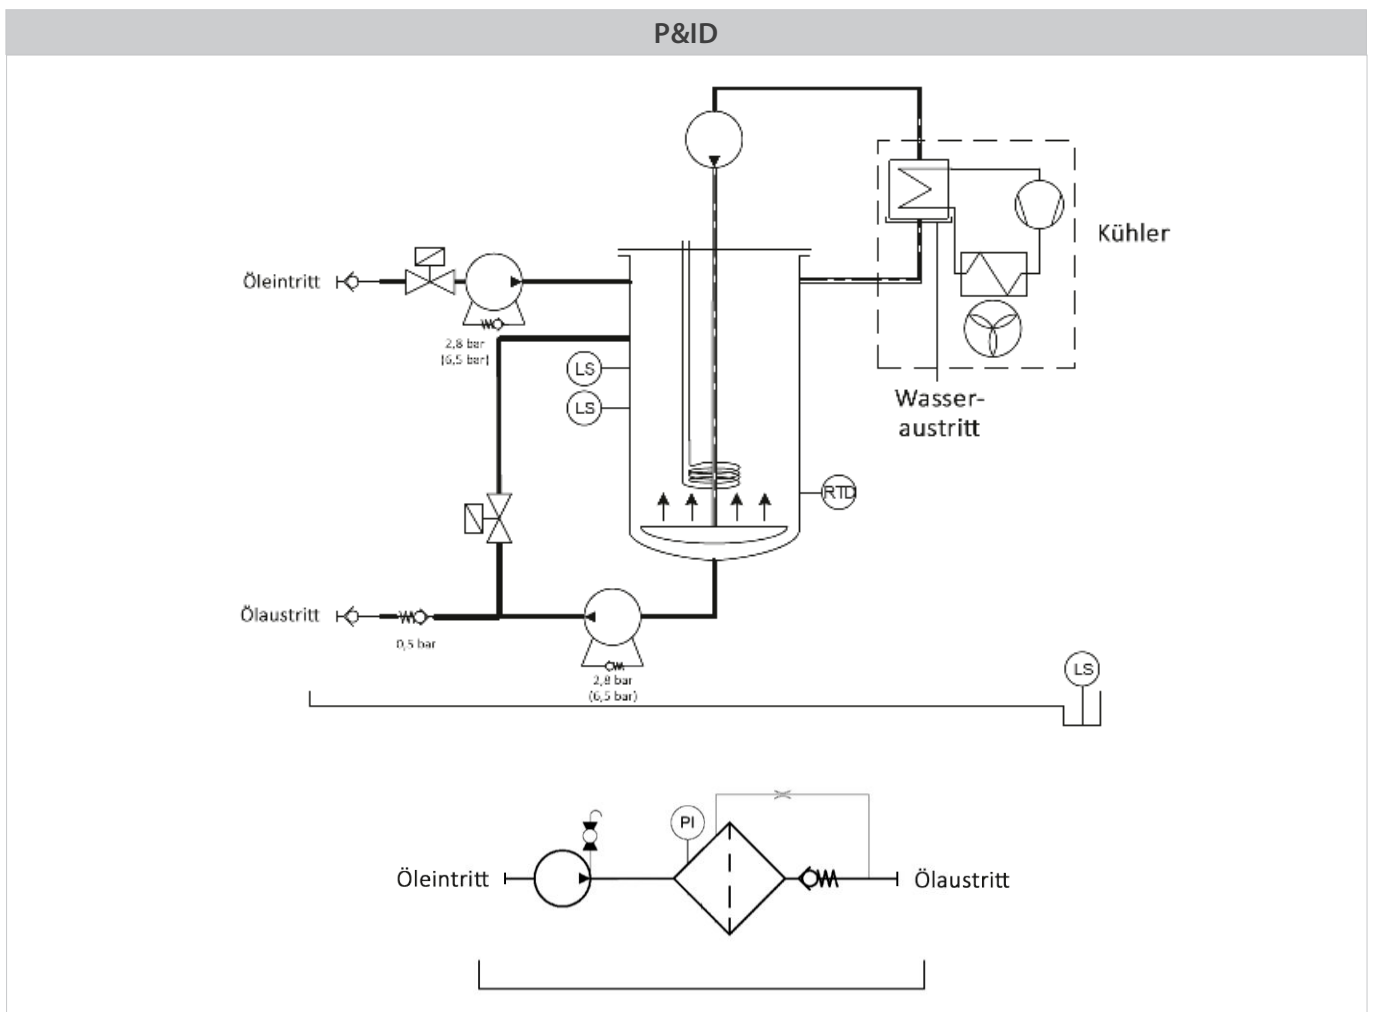 P&ID
Kühler
Öleintritt
2,8 bar
(6,5 bar)
LS
LS
Wasser-
austritt
RTD
Ölaustritt
0,5 bar
2,8 bar
(6,5 bar)
LS
PI
Öleintritt
Ölaustritt